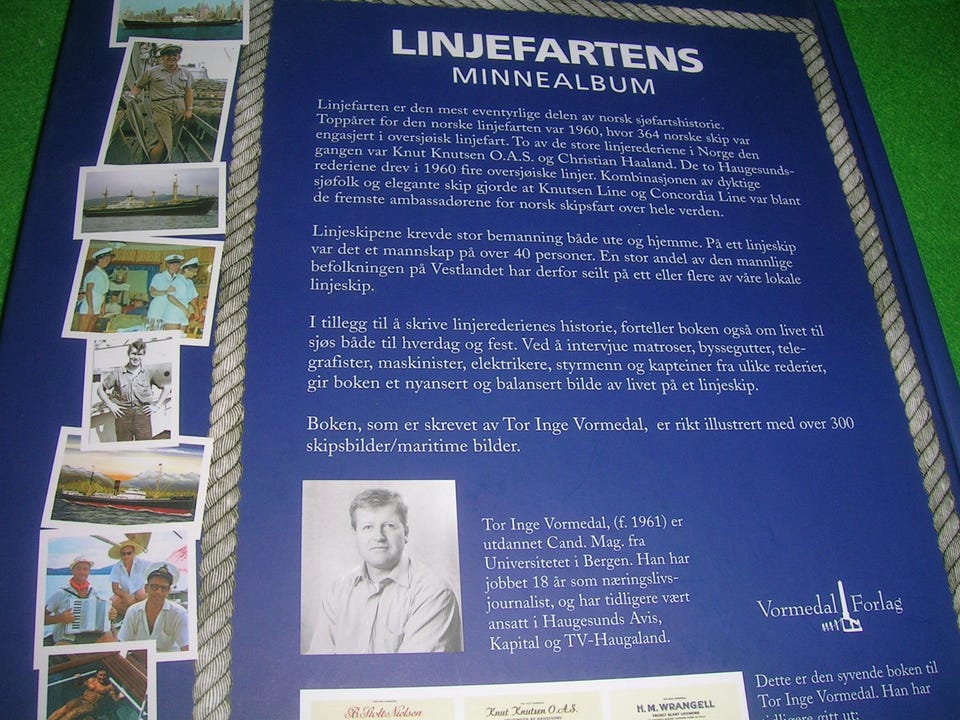 LINJEFARTENS
MINNEALBUM
Linjefarten er den mest eventyrlige delen av norsk sjøfartshistorie.
Toppåret for den norske linjefarten var 1960, hvor 364 norske skip var
engasjert i oversjøisk linjefart. To av de store linjerederiene i Norge den
gangen var Knut Knutsen O.A.S. og Christian Haaland. De to Haugesunds-
rederiene drev i 1960 fire oversjøiske linjer. Kombinasjonen av dyktige
sjøfolk og elegante skip gjorde at Knutsen Line og Concordia Line var blant
de fremste ambassadørene for norsk skipsfart over hele verden.
Linjeskipene krevde stor bemanning både ute og hjemme. På ett linjeskip
var det et mannskap på over 40 personer. En stor andel av den mannlige
befolkningen på Vestlandet har derfor seilt på ett eller flere av våre lokale
linjeskip.
I tillegg til å skrive linjerederienes historie, forteller boken også om livet til
sjøs både til hverdag og fest. Ved å intervjue matroser, byssegutter, tele-
grafister, maskinister, elektrikere, styrmenn og kapteiner fra ulike rederier,
gir boken et nyansert og balansert bilde av livet på et linjeskip.
Boken, som er skrevet av Tor Inge Vormedal, er rikt illustrert med over 300
skipsbilder/maritime bilder.
Tor Inge Vormedal, (f. 1961) er
utdannet Cand. Mag. fra
Universitetet i Bergen. Han har
jobbet 18 år som næringslivs-
journalist, og har tidligere vært
ansatt i Haugesunds Avis,
Kapital og TV-Haugaland.
Vormedal Forlag
Dette er den syvende boken til
Tor Inge Vormedal. Han har
tidligere gitt ut:
B. Stolt-Nielsen
Knut Knutsen O.A.S.
H. M. WRANGELL